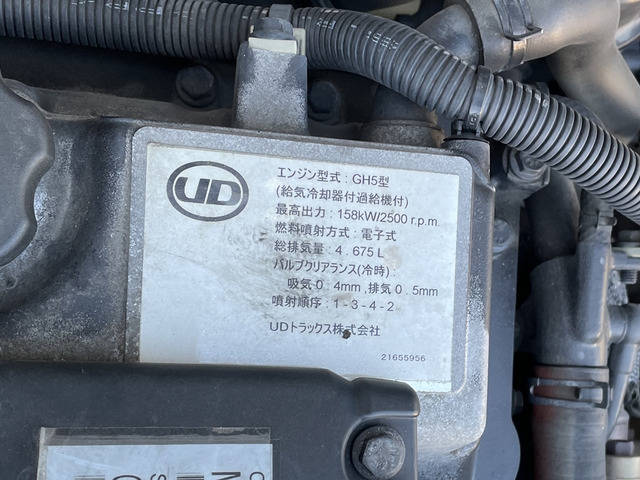 UD
エンジン型式 : GH5型
(給気冷却器付過給機付)
最高出力 : 158kW/2500 r.p.m.
燃料噴射方式 : 電子式
総排気量 : 4.675L
バルブクリアランス(冷時) :
吸気0.4mm,排気0.5mm
噴射順序 : 1-3-4-2
UDトラックス株式会社
21655956